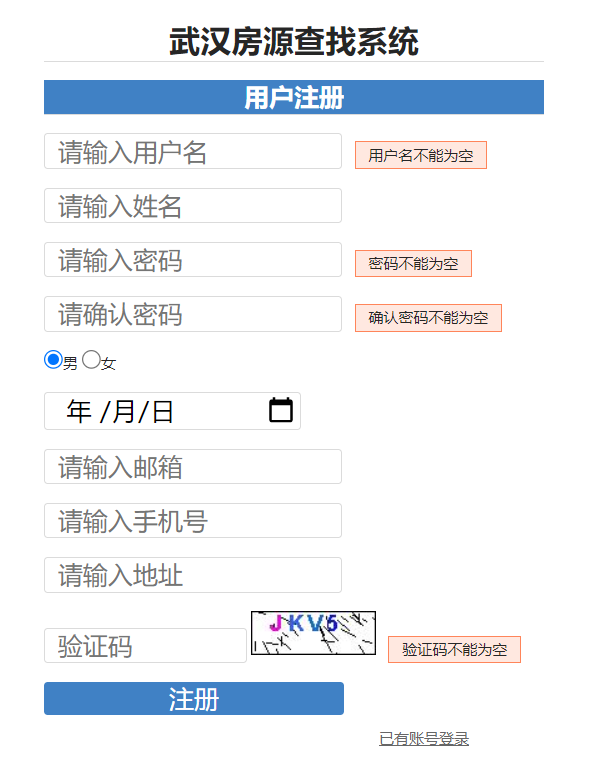 武汉房源查找系统
用户注册
请输入用户名 用户名不能为空
请输入姓名
请输入密码 密码不能为空
请确认密码 确认密码不能为空
男 女
年 /月/日
请输入邮箱
请输入手机号
请输入地址
验证码 JKV5 验证码不能为空
注册
已有账号登录